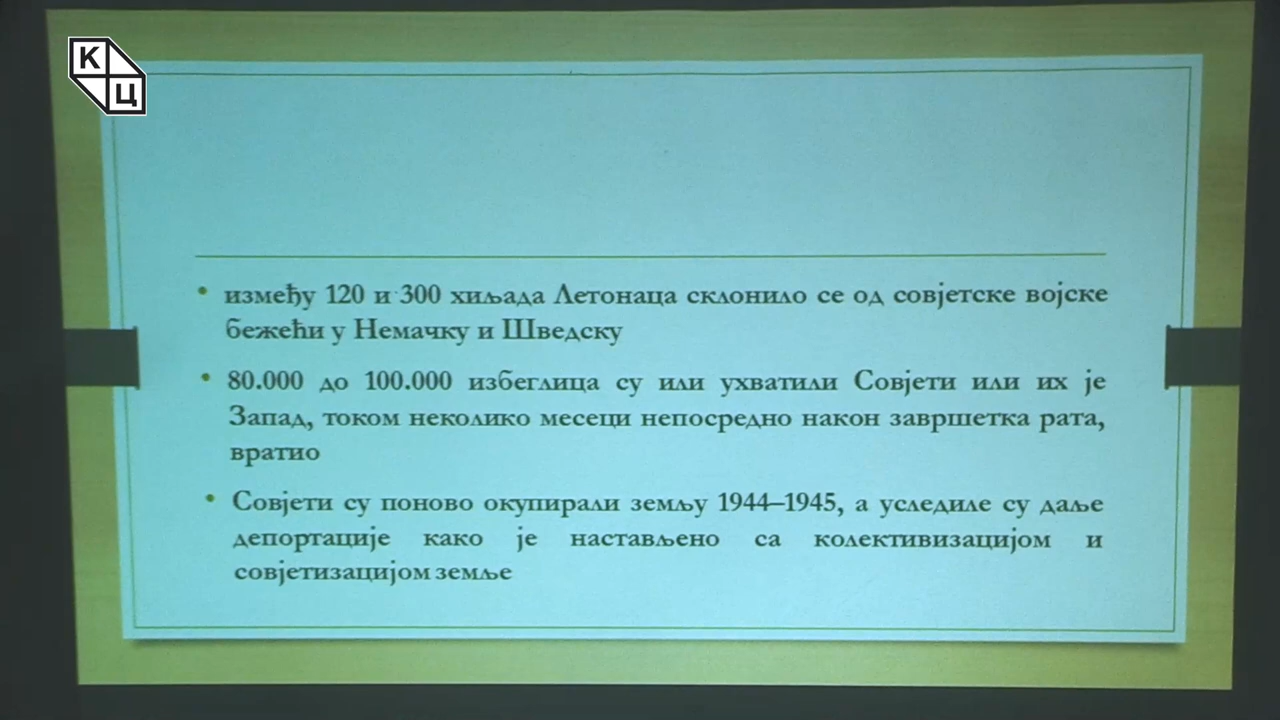 К
Ц
између 120 и 300 хиљада Летонаца склонило се од совјетске војске
бежећи у Немачку и Шведску
80.000 до 100.000 избеглица су или ухватили Совјети или их је
Запад, током неколико месеци непосредно након завршетка рата,
вратио
Совјети су поново окупирали земљу 1944–1945, а уследиле су даље
депортације како је настављено са колективизацијом и
совјетизацијом земље